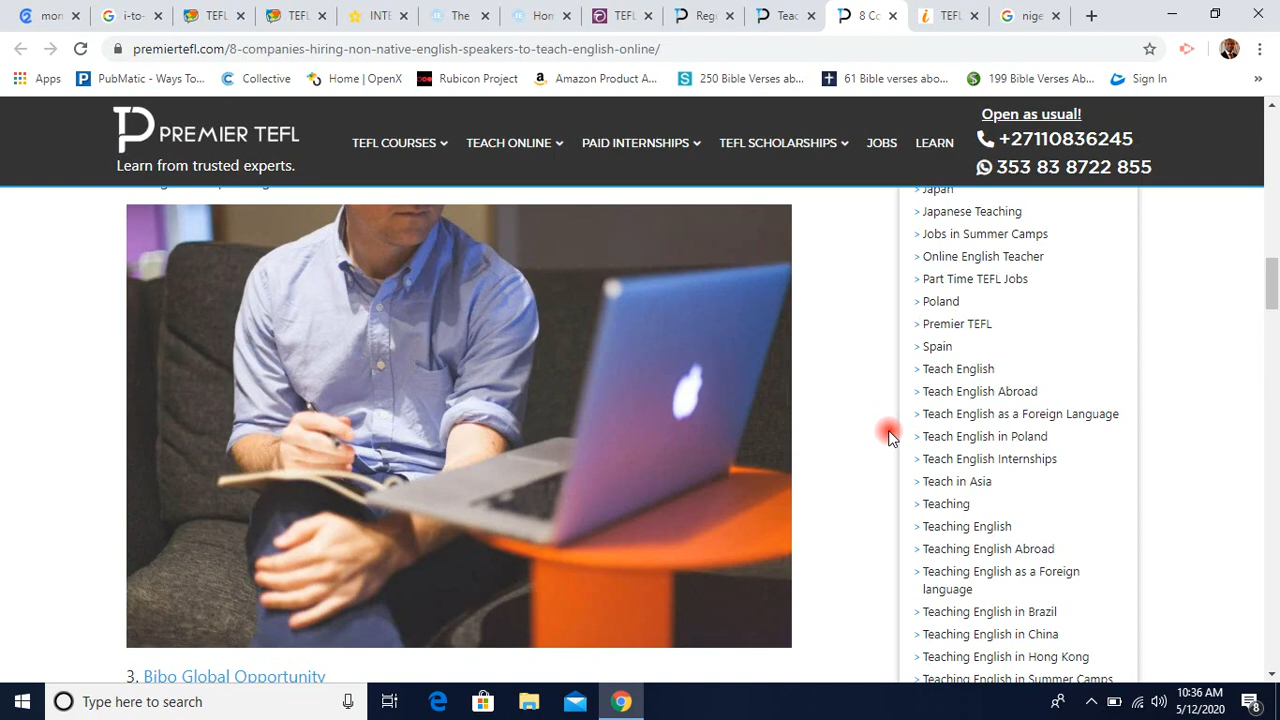 mon
i-to-
TEFL
TEFL
INTE
The
Hon
TEFL
Reg
Teac
8 Co
TEFL
nige
premiertefl.com/8-companies-hiring-non-native-english-speakers-to-teach-english-online/
Apps
PubMatic - Ways To...
Collective
Home | OpenX
Rubicon Project
Amazon Product A...
250 Bible Verses ab...
61 Bible verses abo...
199 Bible Verses Ab...
Sign In
»
PREMIER TEFL
Learn from trusted experts.
TEFL COURSES
TEACH ONLINE
PAID INTERNSHIPS
TEFL SCHOLARSHIPS
JOBS
LEARN
Open as usual!
+27110836245
353 83 8722 855
> Japan
> Japanese Teaching
> Jobs in Summer Camps
> Online English Teacher
> Part Time TEFL Jobs
> Poland
> Premier TEFL
> Spain
> Teach English
> Teach English Abroad
> Teach English as a Foreign Language
> Teach English in Poland
> Teach English Internships
> Teach in Asia
> Teaching
> Teaching English
> Teaching English Abroad
> Teaching English as a Foreign
language
> Teaching English in Brazil
> Teaching English in China
> Teaching English in Hong Kong
> Teaching English in Summer Camps
3. Bibo Global Opportunity
Type here to search
10:36 AM
5/12/2020
8